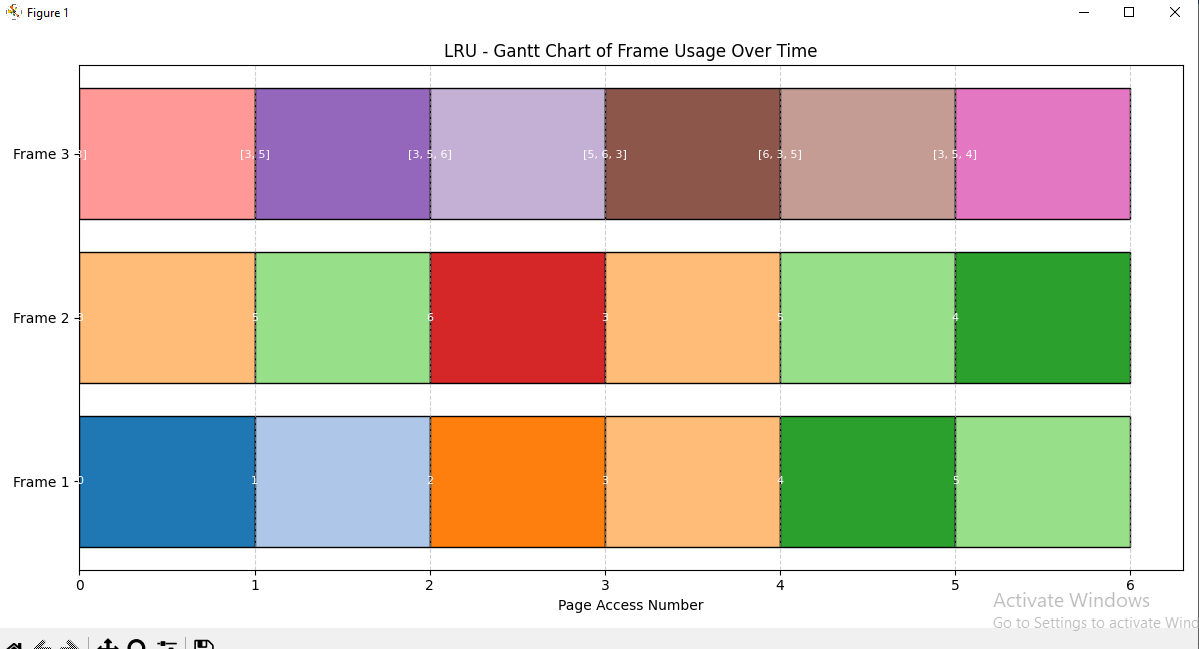 Figure 1
LRU - Gantt Chart of Frame Usage Over Time
Frame 3
3] [3, 5] [3, 5, 6] [5, 6, 3] [6, 3, 5] [3, 5, 4]
Frame 2
3 5 6 3 5 4
Frame 1
0 1 2 3 4 5
0 1 2 3 4 5 6
Page Access Number
Activate Windows
Go to Settings to activate Wind